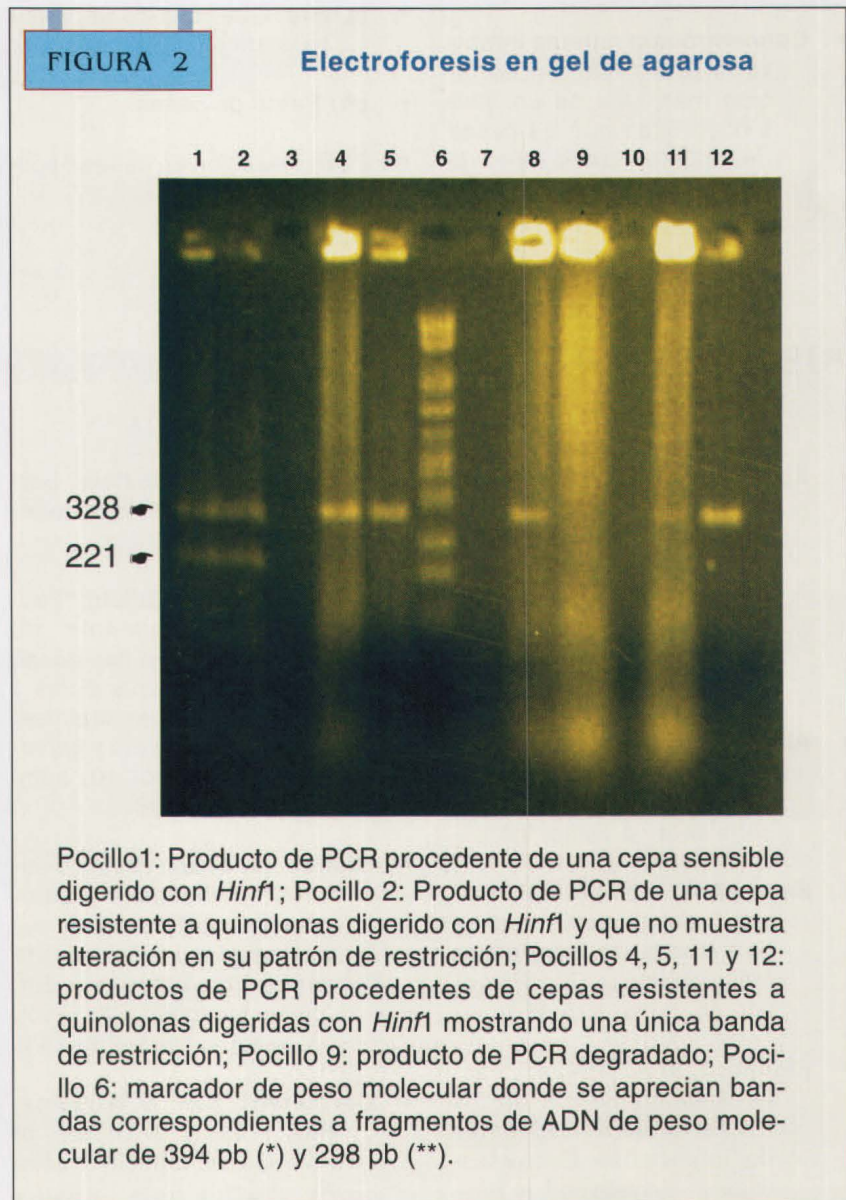 FIGURA 2
Electroforesis en gel de agarosa
1 2 3 4 5 6 7 8 9 10 11 12
328
221
Pocillo1: Producto de PCR procedente de una cepa sensible
digerido con Hinf1; Pocillo 2: Producto de PCR de una cepa
resistente a quinolonas digerido con Hinf1 y que no muestra
alteración en su patrón de restricción; Pocillos 4, 5, 11 y 12:
productos de PCR procedentes de cepas resistentes a
quinolonas digeridas con Hinf1 mostrando una única banda
de restricción; Pocillo 9: producto de PCR degradado; Poci-
llo 6: marcador de peso molecular donde se aprecian ban-
das correspondientes a fragmentos de ADN de peso mole-
cular de 394 pb (*) y 298 pb (**).